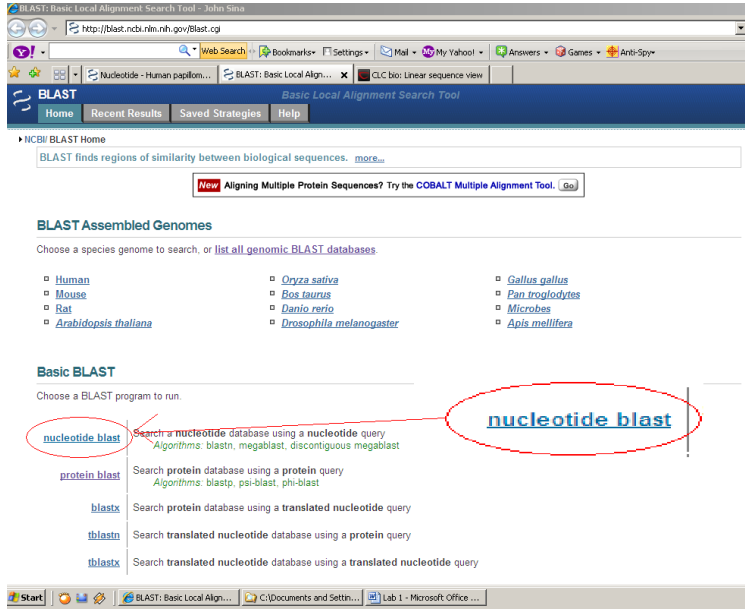 BLAST: Basic Local Alignment Search Tool - John Sina
http://blast.ncbi.nlm.nih.gov/Blast.cgi
Y! Web Search Bookmarks Settings Mail My Yahoo! Answers Games Anti-Spy
Nucleotide - Human papillom... BLAST: Basic Local Align... X CLC bio: Linear sequence view
BLAST Basic Local Alignment Search Tool
Home Recent Results Saved Strategies Help
NCBI/ BLAST Home
BLAST finds regions of similarity between biological sequences. more...
New Aligning Multiple Protein Sequences? Try the COBALT Multiple Alignment Tool. Go
BLAST Assembled Genomes
Choose a species genome to search, or list all genomic BLAST databases.
Human Oryza sativa Gallus gallus
Mouse Bos taurus Pan troglodytes
Rat Danio rerio Microbes
Arabidopsis thaliana Drosophila melanogaster Apis mellifera
Basic BLAST
Choose a BLAST program to run.
nucleotide blast
nucleotide blast Search a nucleotide database using a nucleotide query
Algorithms: blastn, megablast, discontiguous megablast
protein blast Search protein database using a protein query
Algorithms: blastp, psi-blast, phi-blast
blastx Search protein database using a translated nucleotide query
tblastn Search translated nucleotide database using a protein query
tblastx Search translated nucleotide database using a translated nucleotide query
Start BLAST: Basic Local Align... C:\Documents and Settin... Lab 1 - Microsoft Office ...